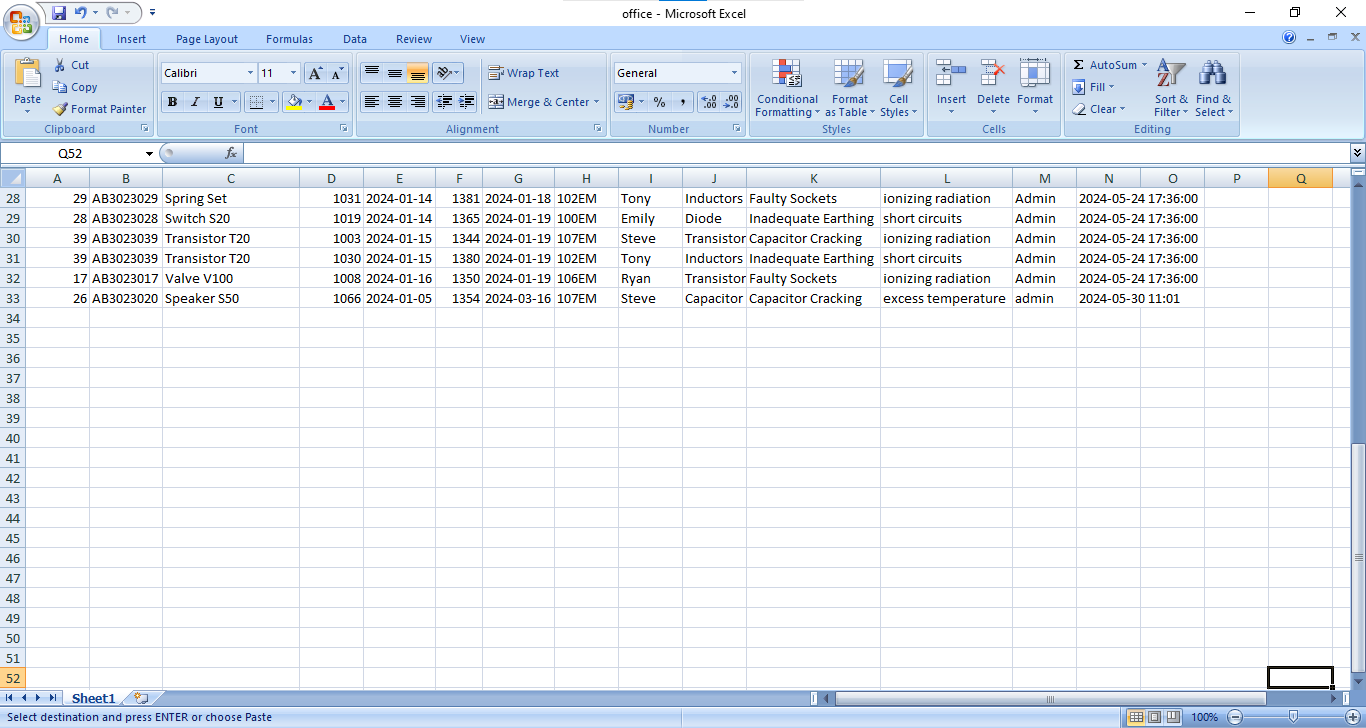 office - Microsoft Excel
Home Insert Page Layout Formulas Data Review View
Paste
Cut
Copy
Format Painter
Clipboard
Calibri 11
B I U A
Font
Wrap Text
Merge & Center
Alignment
General
% ,
Number
Conditional Formatting
Format as Table
Cell Styles
Styles
Insert Delete Format
Cells
Σ AutoSum
Fill
Clear
Sort & Filter
Find & Select
Editing
Q52 fx
A B C D E F G H I J K L M N O P Q
28 29 AB3023029 Spring Set 1031 2024-01-14 1381 2024-01-18 102EM Tony Inductors Faulty Sockets ionizing radiation Admin 2024-05-24 17:36:00
29 28 AB3023028 Switch S20 1019 2024-01-14 1365 2024-01-19 100EM Emily Diode Inadequate Earthing short circuits Admin 2024-05-24 17:36:00
30 39 AB3023039 Transistor T20 1003 2024-01-15 1344 2024-01-19 107EM Steve Transistor Capacitor Cracking ionizing radiation Admin 2024-05-24 17:36:00
31 39 AB3023039 Transistor T20 1030 2024-01-15 1380 2024-01-19 102EM Tony Inductors Inadequate Earthing short circuits Admin 2024-05-24 17:36:00
32 17 AB3023017 Valve V100 1008 2024-01-16 1350 2024-01-19 106EM Ryan Transistor Faulty Sockets ionizing radiation Admin 2024-05-24 17:36:00
33 26 AB3023020 Speaker S50 1066 2024-01-05 1354 2024-03-16 107EM Steve Capacitor Capacitor Cracking excess temperature admin 2024-05-30 11:01
34
35
36
37
38
39
40
41
42
43
44
45
46
47
48
49
50
51
52
Sheet1
Select destination and press ENTER or choose Paste 100%